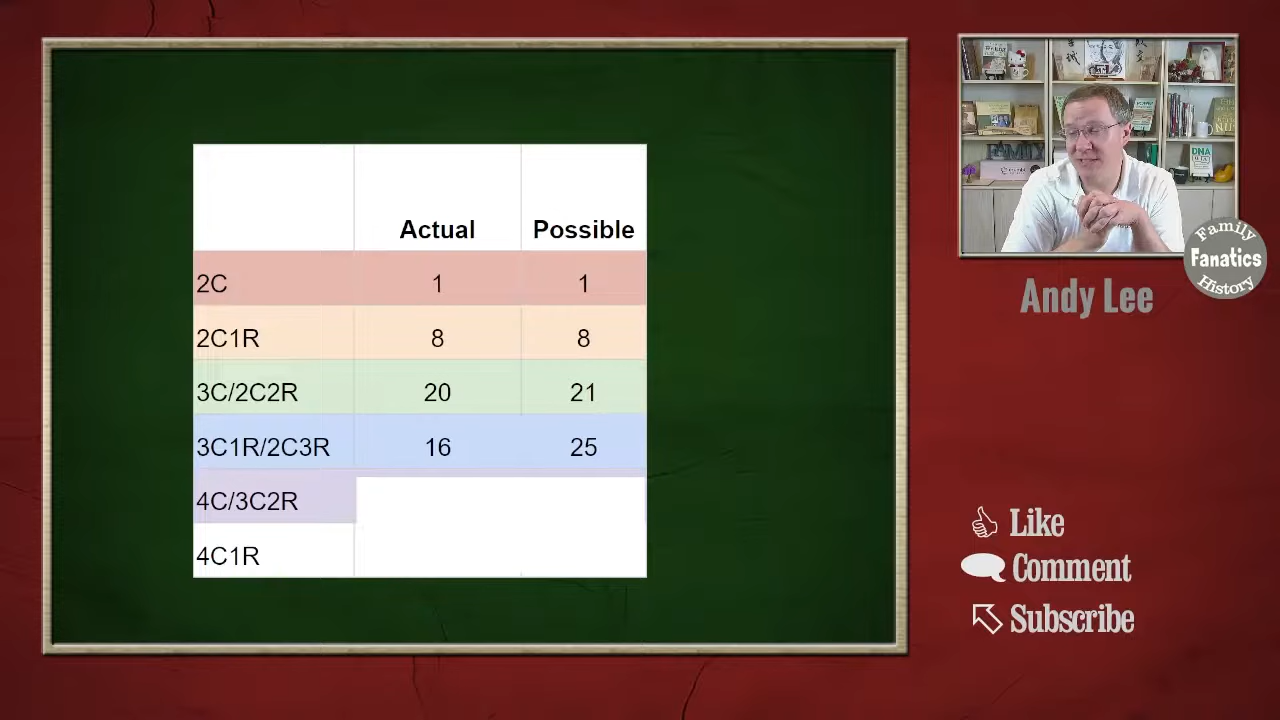 Actual Possible
2C 1 1
2C1R 8 8
3C/2C2R 20 21
3C1R/2C3R 16 25
4C/3C2R
4C1R
DNA
Family
Fanatics
History
Andy Lee
Like
Comment
Subscribe